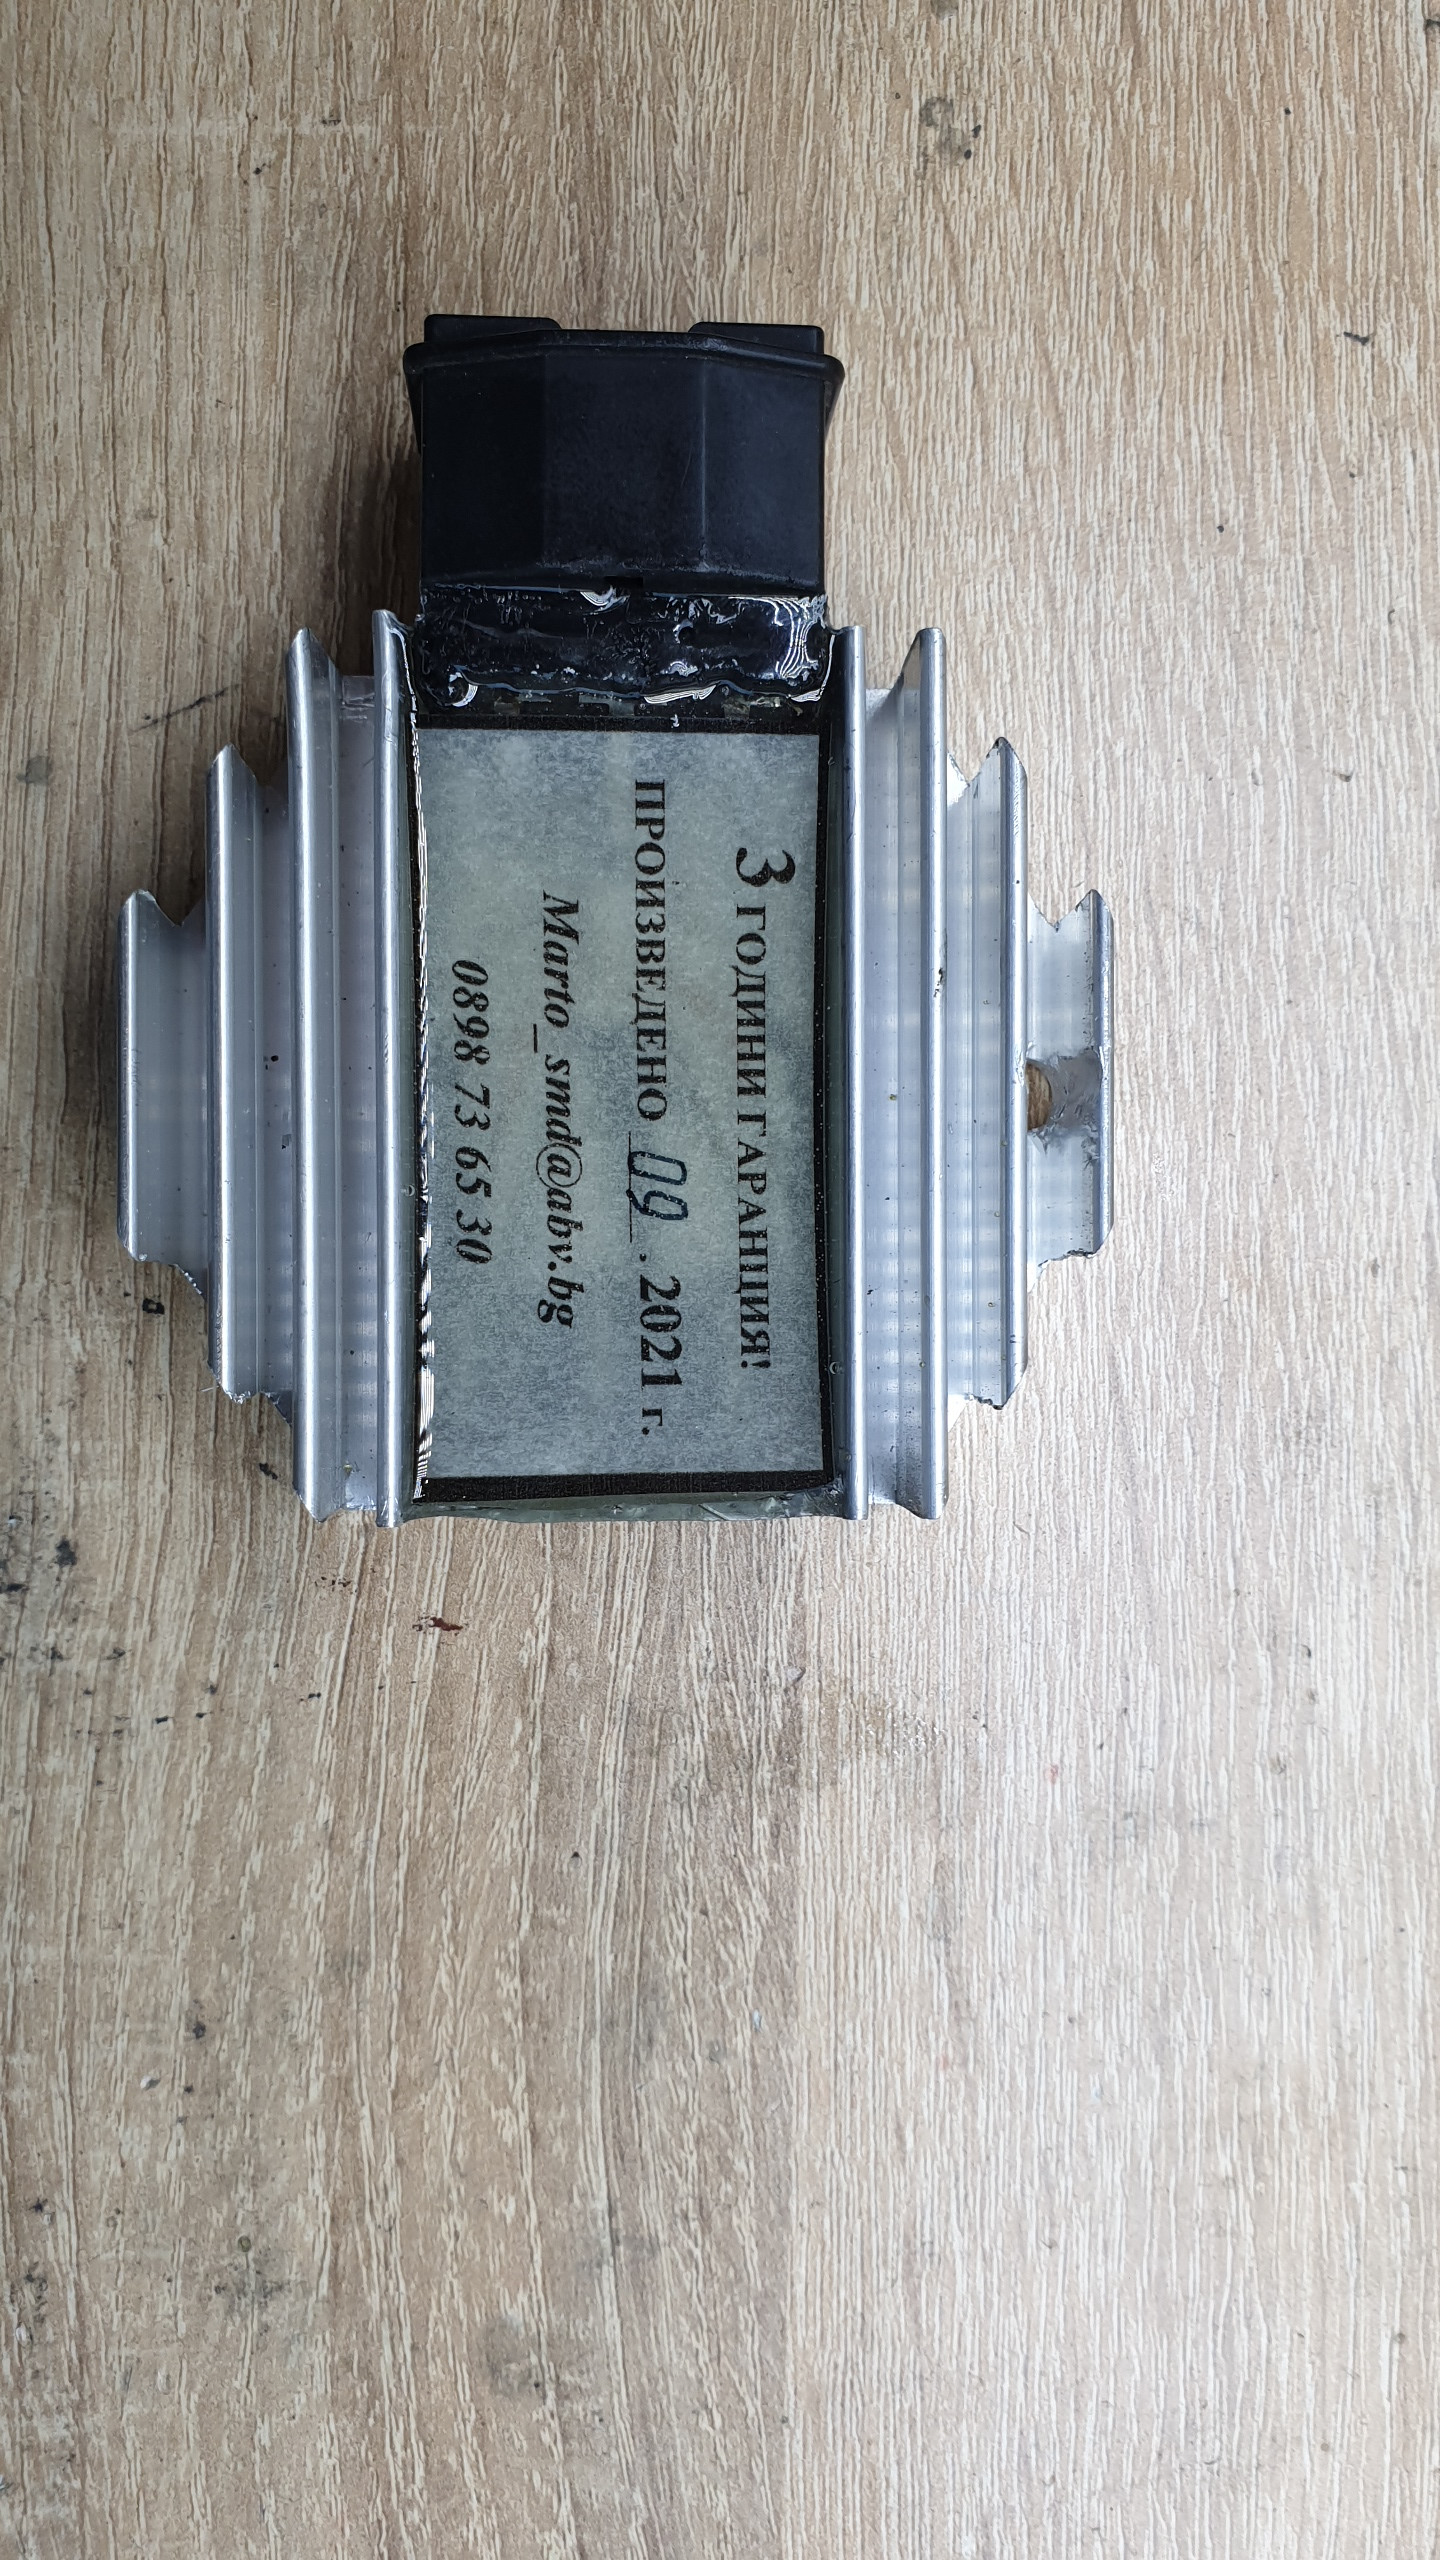 3 ГОДИНИ ГАРАНЦИЯ!
ПРОИЗВЕДЕНО 09 . 2021 г.
Marto_smd@abv.bg
0898 73 65 30